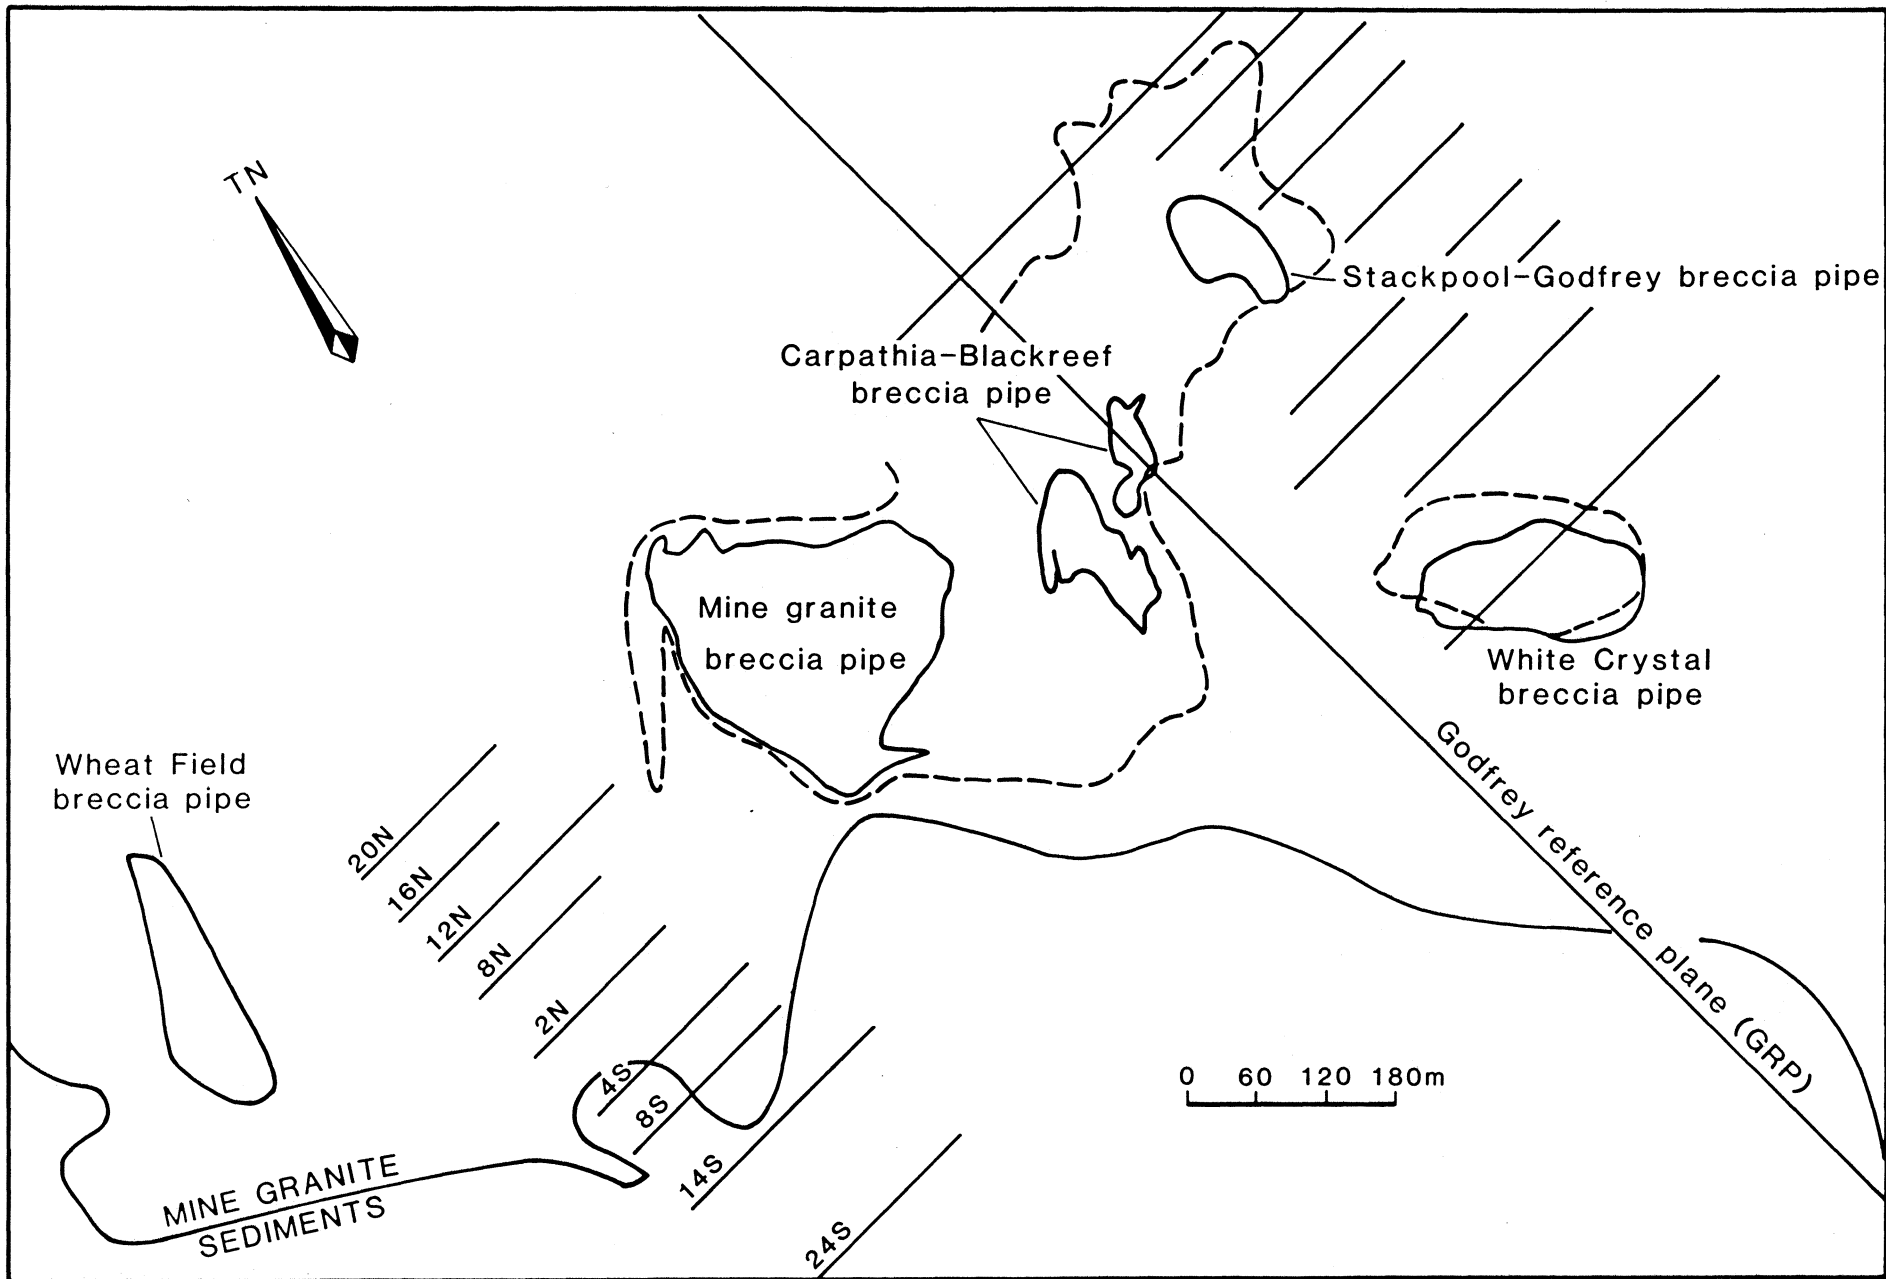 TN
Stackpool-Godfrey breccia pipe
Carpathia-Blackreef
breccia pipe
Mine granite
breccia pipe
White Crystal
breccia pipe
Godfrey reference plane (GRP)
Wheat Field
breccia pipe
20N
16N
12N
8N
2N
4S
8S
14S
24S
0 60 120 180m
MINE GRANITE
SEDIMENTS